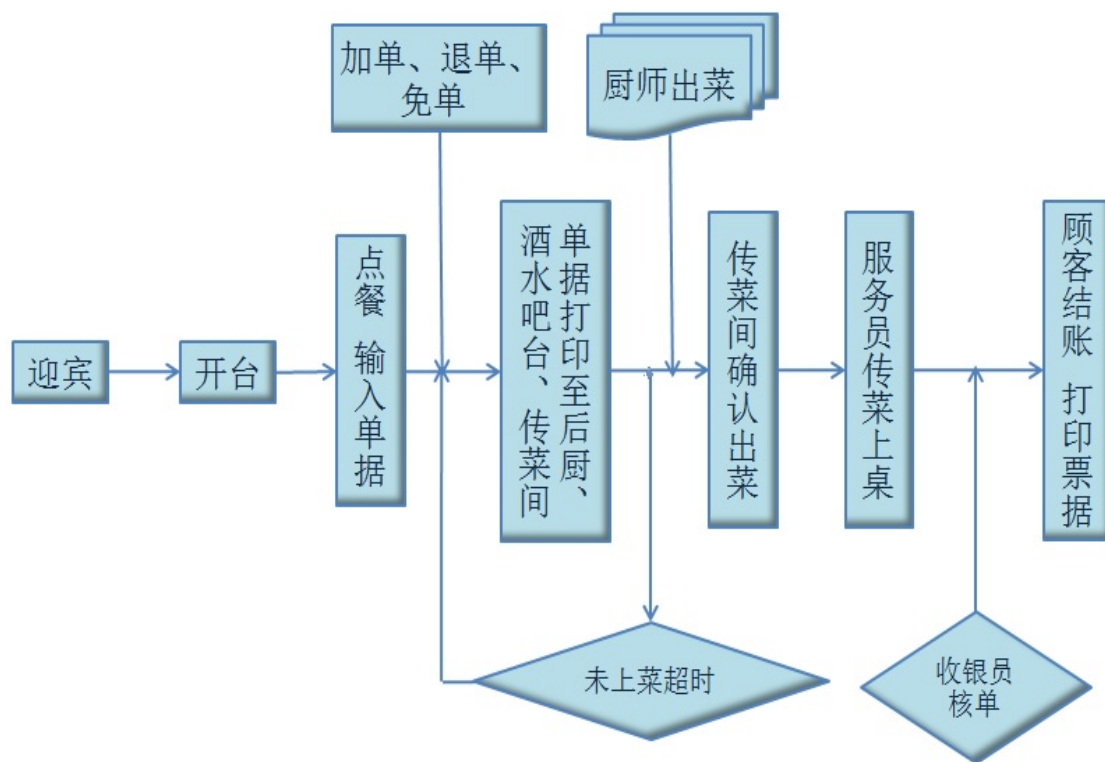 加单、退单、
免单
厨师出菜
迎宾
开台
点餐 输入单据
单据打印至后厨、
酒水吧台、传菜间
传菜间确认出菜
服务员传菜上桌
顾客结账 打印票据
未上菜超时
收银员
核单